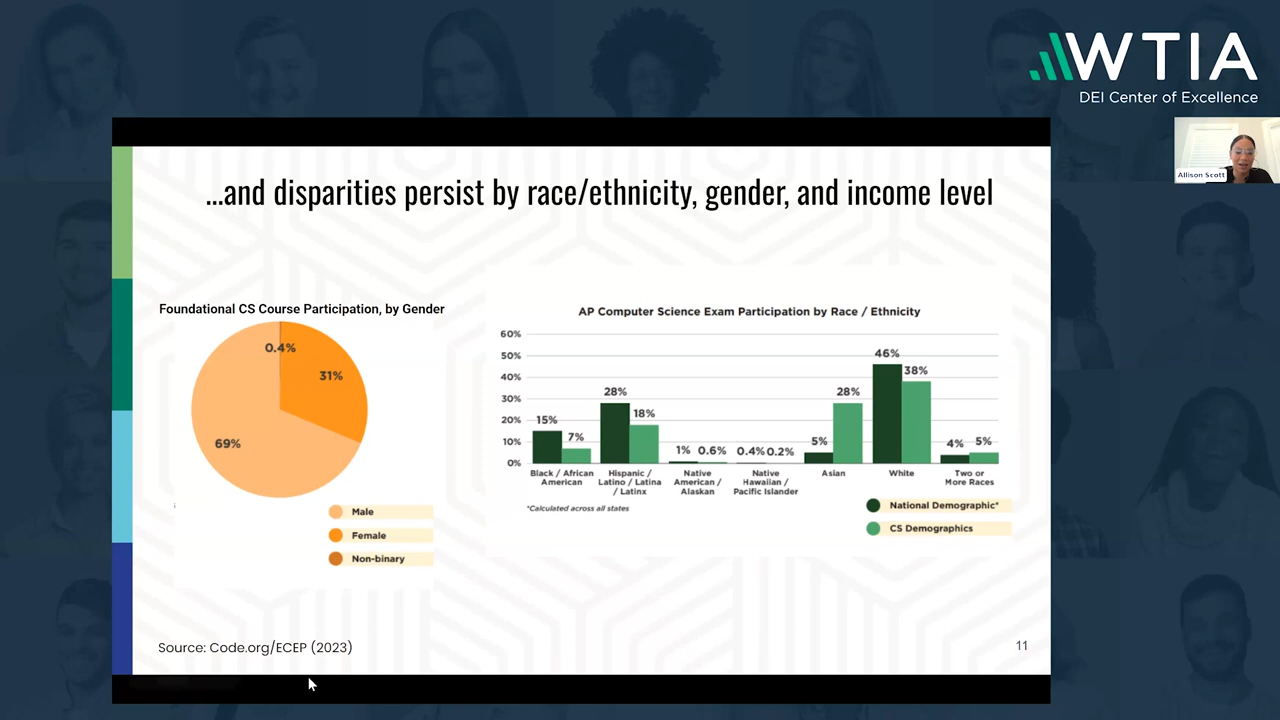 WTIA
DEI Center of Excellence
Allison Scott
...and disparities persist by race/ethnicity, gender, and income level
Foundational CS Course Participation, by Gender
0.4%
31%
69%
Male
Female
Non-binary
AP Computer Science Exam Participation by Race / Ethnicity
60%
50%
40%
30%
20%
10%
0%
15%
7%
28%
18%
1%
0.6%
0.4%
0.2%
5%
28%
46%
38%
4%
5%
Black / African
American
Hispanic /
Latino / Latina
/ Latinx
Native
American /
Alaskan
Native
Hawaiian /
Pacific Islander
Asian
White
Two or
More Races
*Calculated across all states
National Demographic*
CS Demographics
Source: Code.org/ECEP (2023)
11